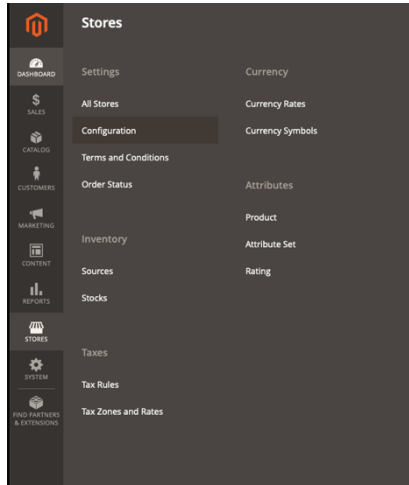 DASHBOARD
SALES
CATALOG
CUSTOMERS
MARKETING
CONTENT
REPORTS
STORES
SYSTEM
FIND PARTNERS
& EXTENSIONS
Stores
Settings
All Stores
Configuration
Terms and Conditions
Order Status
Inventory
Sources
Stocks
Taxes
Tax Rules
Tax Zones and Rates
Currency
Currency Rates
Currency Symbols
Attributes
Product
Attribute Set
Rating